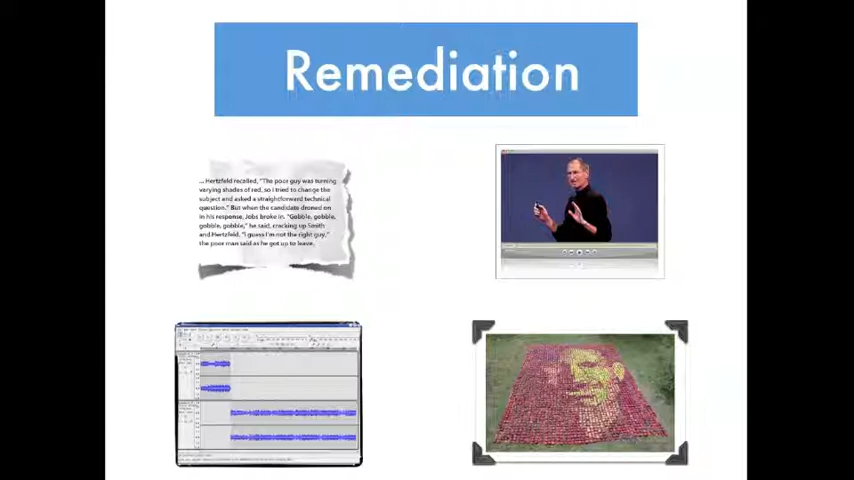 Remediation
... Hertzfeld recalled, "The poor guy was turning
varying shades of red, so I tried to change the
subject and asked a straightforward technical
question." But when the candidate droned on
in his response, Jobs broke in. "Gobble, gobble,
gobble, gobble," he said, cracking up Smith
and Hertzfeld. "I guess I'm not the right guy,"
the poor man said as he got up to leave.